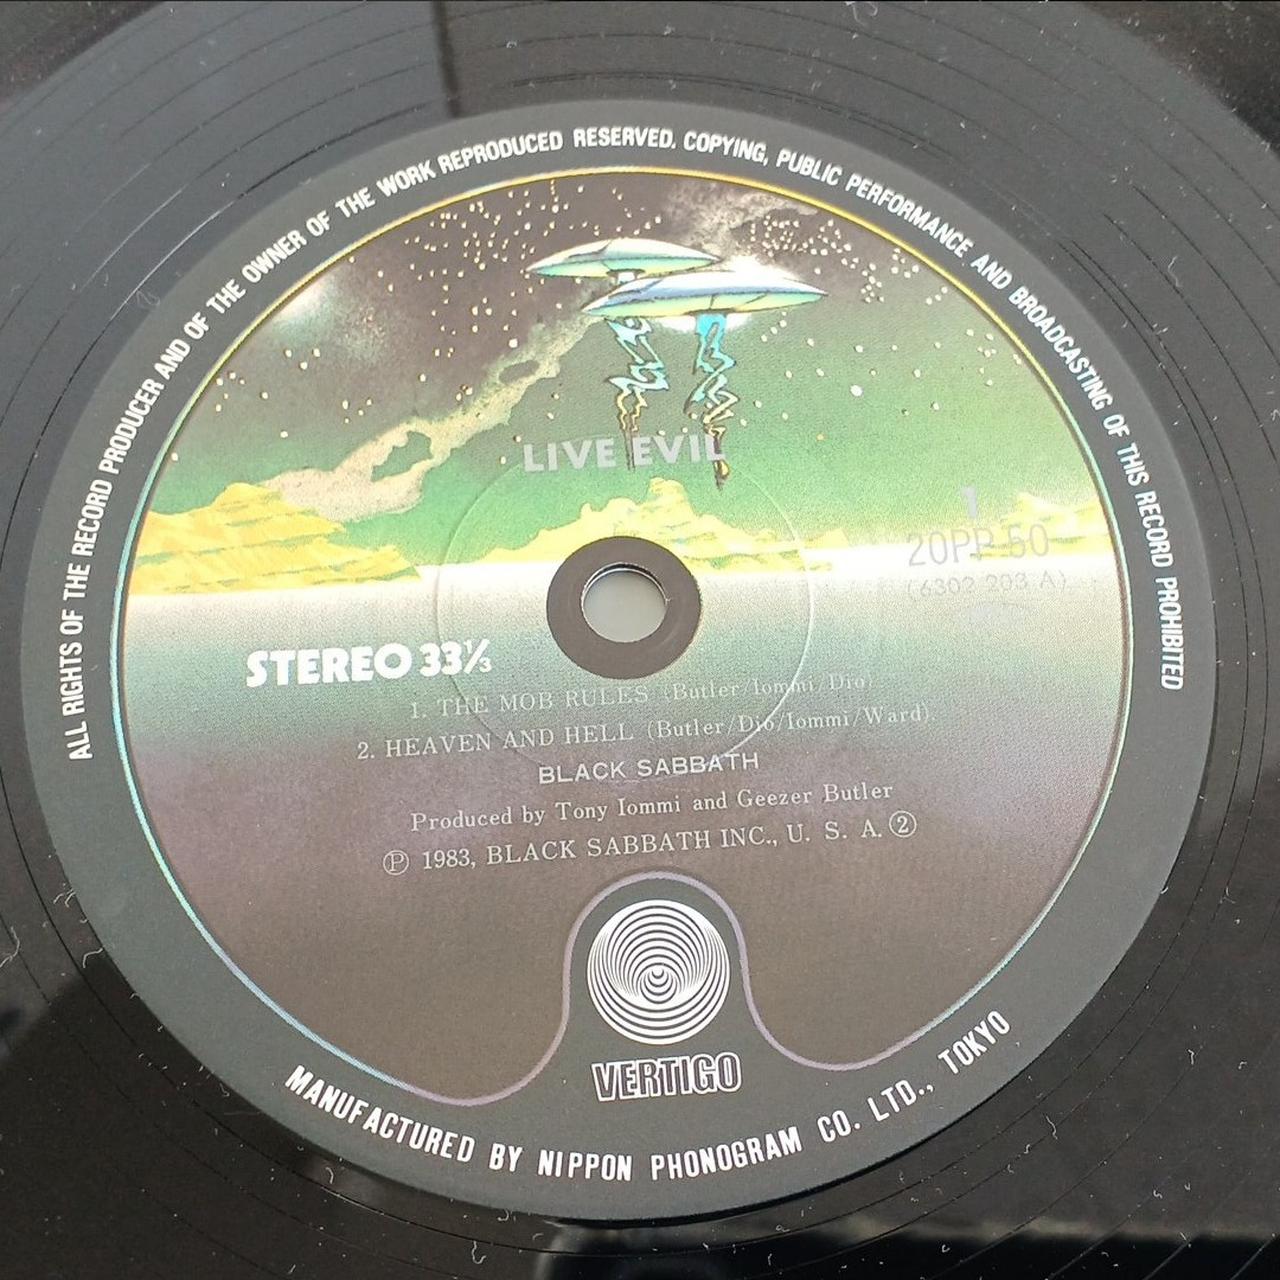 ALL RIGHTS OF THE RECORD PRODUCER AND OF THE OWNER OF THE WORK REPRODUCED RESERVED. COPYING, PUBLIC PERFORMANCE AND BROADCASTING OF THIS RECORD PROHIBITED
LIVE EVIL
1
20PP-50
(6302 203 A)
STEREO 33⅓
1. THE MOB RULES (Butler/Iommi/Dio)
2. HEAVEN AND HELL (Butler/Dio/Iommi/Ward)
BLACK SABBATH
Produced by Tony Iommi and Geezer Butler
Ⓟ 1983, BLACK SABBATH INC., U. S. A. ②
VERTIGO
MANUFACTURED BY NIPPON PHONOGRAM CO. LTD., TOKYO